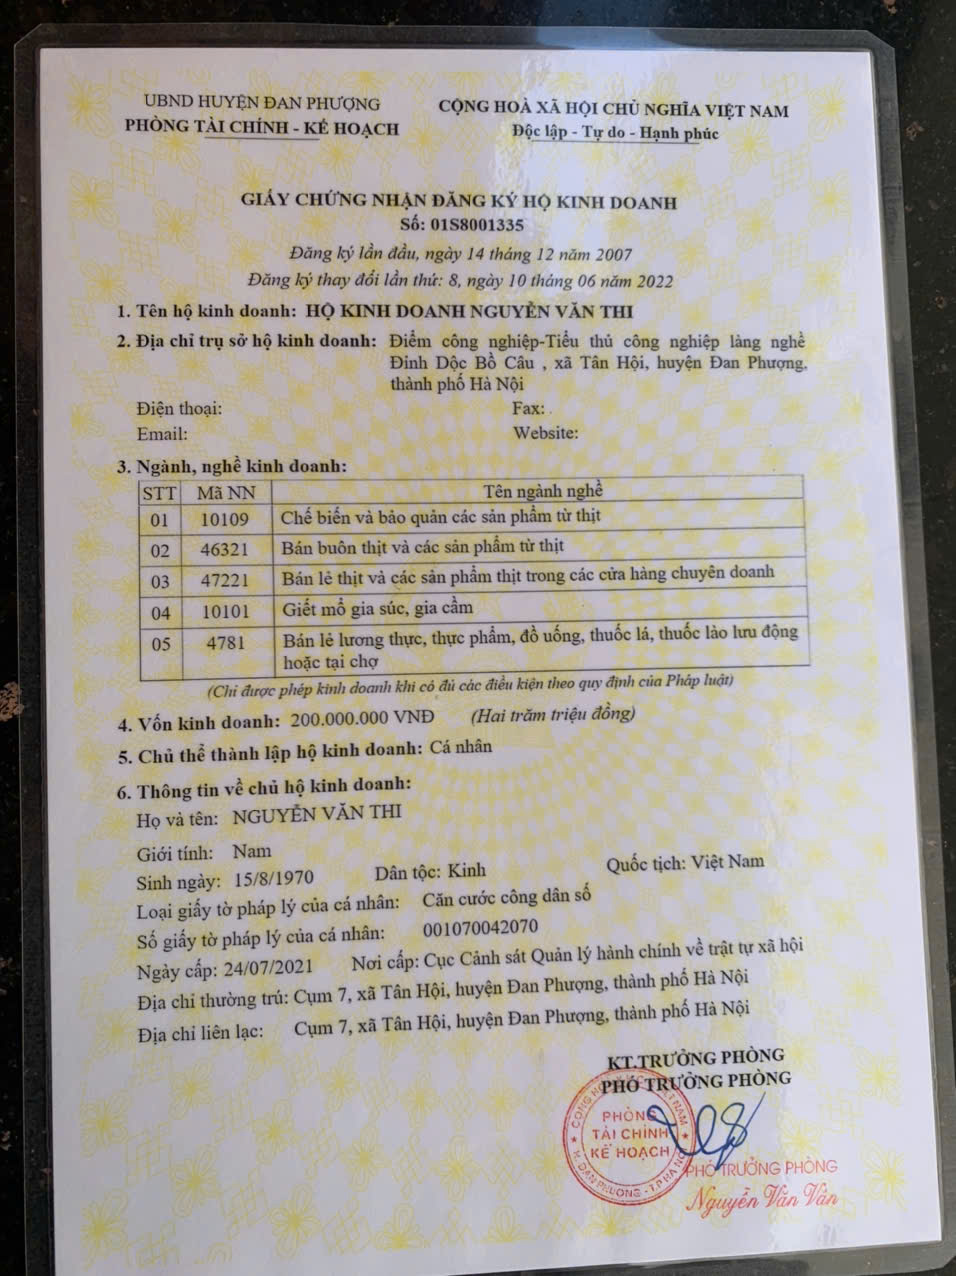 UBND HUYỆN ĐAN PHƯỢNG
PHÒNG TÀI CHÍNH - KẾ HOẠCH
CỘNG HOÀ XÃ HỘI CHỦ NGHĨA VIỆT NAM
Độc lập - Tự do - Hạnh phúc
GIẤY CHỨNG NHẬN ĐĂNG KÝ HỘ KINH DOANH
Số: 01S8001335
Đăng ký lần đầu, ngày 14 tháng 12 năm 2007
Đăng ký thay đổi lần thứ: 8, ngày 10 tháng 06 năm 2022
1. Tên hộ kinh doanh: HỘ KINH DOANH NGUYỄN VĂN THI
2. Địa chỉ trụ sở hộ kinh doanh: Điểm công nghiệp-Tiểu thủ công nghiệp làng nghề
Đinh Dộc Bồ Câu , xã Tân Hội, huyện Đan Phượng,
thành phố Hà Nội
Điện thoại: Fax:
Email: Website:
3. Ngành, nghề kinh doanh:
STT Mã NN Tên ngành nghề
01 10109 Chế biến và bảo quản các sản phẩm từ thịt
02 46321 Bán buôn thịt và các sản phẩm từ thịt
03 47221 Bán lẻ thịt và các sản phẩm thịt trong các cửa hàng chuyên doanh
04 10101 Giết mổ gia súc, gia cầm
05 4781 Bán lẻ lương thực, thực phẩm, đồ uống, thuốc lá, thuốc lào lưu động
hoặc tại chợ
(Chỉ được phép kinh doanh khi có đủ các điều kiện theo quy định của Pháp luật)
4. Vốn kinh doanh: 200.000.000 VNĐ (Hai trăm triệu đồng)
5. Chủ thể thành lập hộ kinh doanh: Cá nhân
6. Thông tin về chủ hộ kinh doanh:
Họ và tên: NGUYỄN VĂN THI
Giới tính: Nam
Sinh ngày: 15/8/1970 Dân tộc: Kinh Quốc tịch: Việt Nam
Loại giấy tờ pháp lý của cá nhân: Căn cước công dân số
Số giấy tờ pháp lý của cá nhân: 001070042070
Ngày cấp: 24/07/2021 Nơi cấp: Cục Cảnh sát Quản lý hành chính về trật tự xã hội
Địa chỉ thường trú: Cụm 7, xã Tân Hội, huyện Đan Phượng, thành phố Hà Nội
Địa chỉ liên lạc: Cụm 7, xã Tân Hội, huyện Đan Phượng, thành phố Hà Nội
KT.TRƯỞNG PHÒNG
PHÓ TRƯỞNG PHÒNG
PHÒNG
TÀI CHÍNH
KẾ HOẠCH
H. ĐAN PHƯỢNG - T.P HÀ NỘI
PHÓ TRƯỞNG PHÒNG
Nguyễn Văn Vân